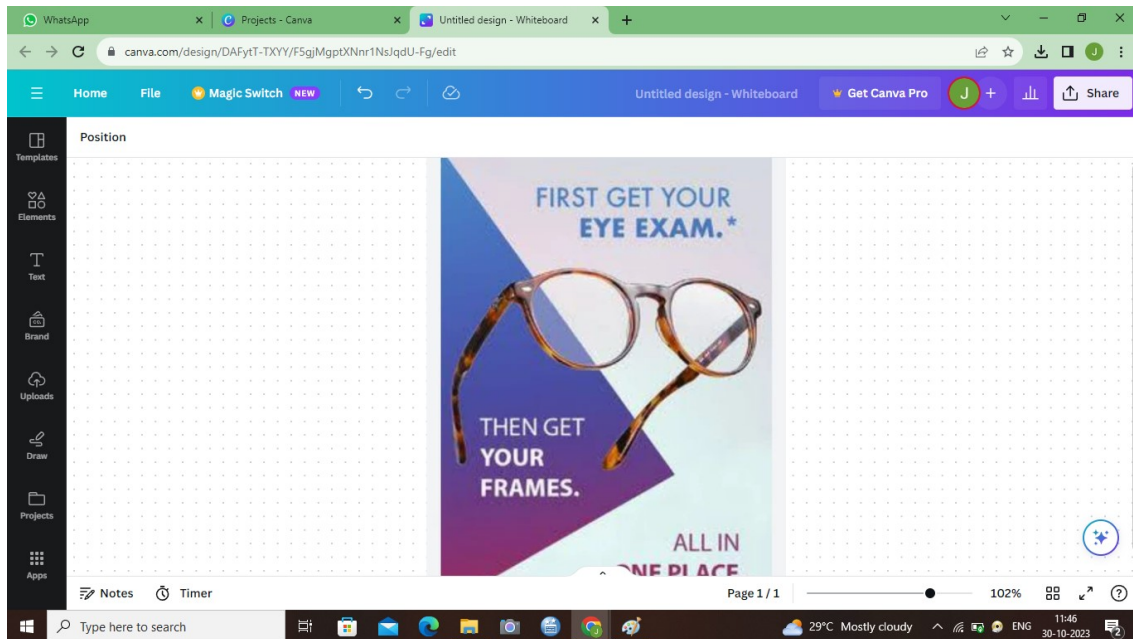 WhatsApp
Projects - Canva
Untitled design - Whiteboard
canva.com/design/DAFytT-TXYY/F5gjMgptXNnr1NsJqdU-Fg/edit
J
Home File Magic Switch NEW Untitled design - Whiteboard Get Canva Pro J + Share
Position
Templates
Elements
Text
Brand
Uploads
Draw
Projects
Apps
FIRST GET YOUR
EYE EXAM.*
THEN GET
YOUR
FRAMES.
ALL IN
ONE PLACE
Notes Timer Page 1 / 1 102%
Type here to search 29°C Mostly cloudy ENG 11:46
30-10-2023 2